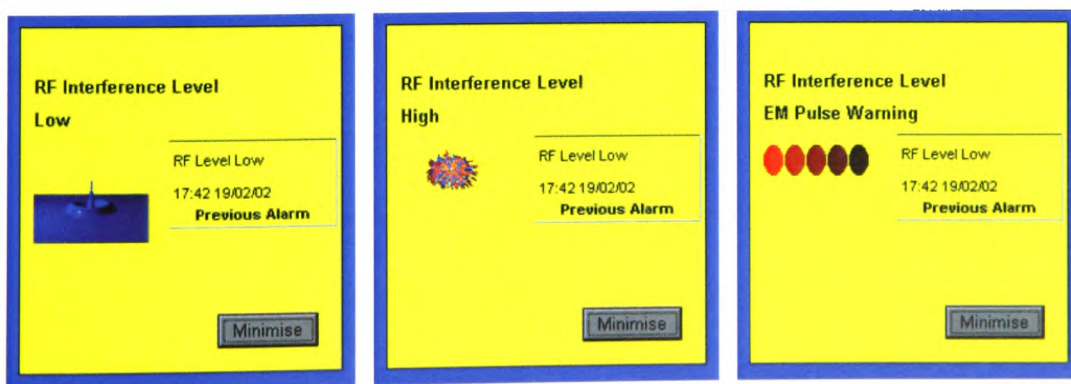 RF Interference Level
Low
RF Level Low
17:42 19/02/02
Previous Alarm
Minimise
RF Interference Level
High
RF Level Low
17:42 19/02/02
Previous Alarm
Minimise
RF Interference Level
EM Pulse Warning
RF Level Low
17:42 19/02/02
Previous Alarm
Minimise